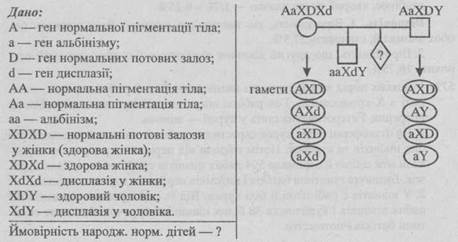 Дано:
А — ген нормальної пігментації тіла;
а — ген альбінізму;
D — ген нормальних потових залоз;
d — ген дисплазії;
АА — нормальна пігментація тіла;
Аа — нормальна пігментація тіла;
аа — альбінізм;
XDXD — нормальні потові залози
у жінки (здорова жінка);
XDXd — здорова жінка;
XdXd — дисплазія у жінки;
XDY — здоровий чоловік;
XdY — дисплазія у чоловіка.
Ймовірність народж. норм. дітей — ?
AaXDXd AaXDY
?
aaXdY
гамети AXD AXD
AXd AY
aXD aXD
aXd aY